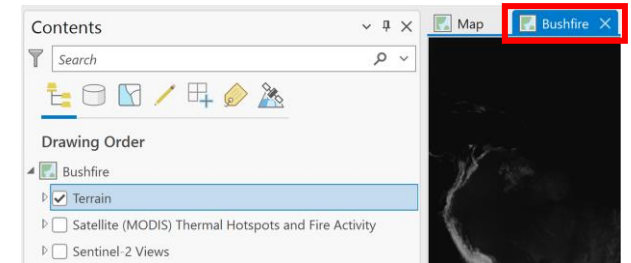 Contents
Map
Bushfire
Search
Drawing Order
Bushfire
Terrain
Satellite (MODIS) Thermal Hotspots and Fire Activity
Sentinel-2 Views